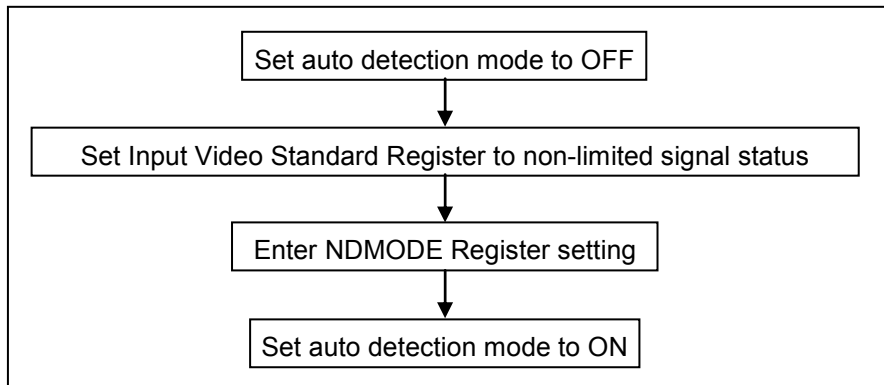 Set auto detection mode to OFF
Set Input Video Standard Register to non-limited signal status
Enter NDMODE Register setting
Set auto detection mode to ON